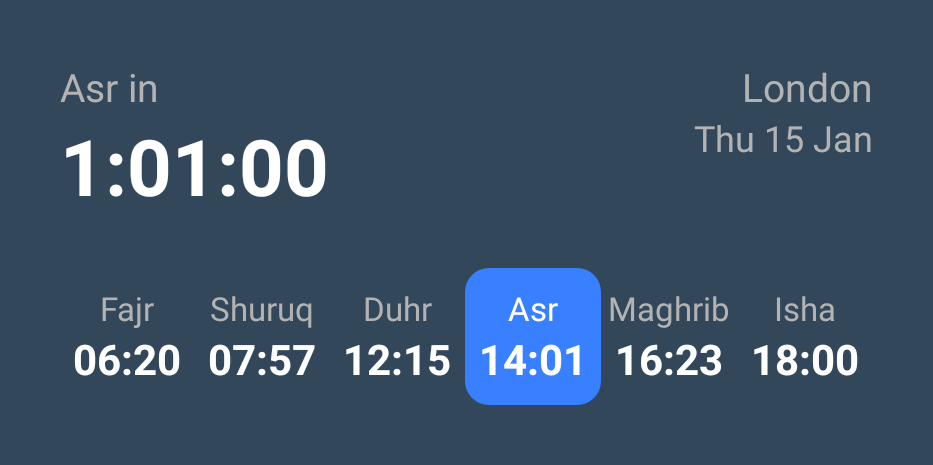 Asr in
London
1:01:00
Thu 15 Jan
Fajr Shuruq Duhr Asr Maghrib Isha
06:20 07:57 12:15 14:01 16:23 18:00